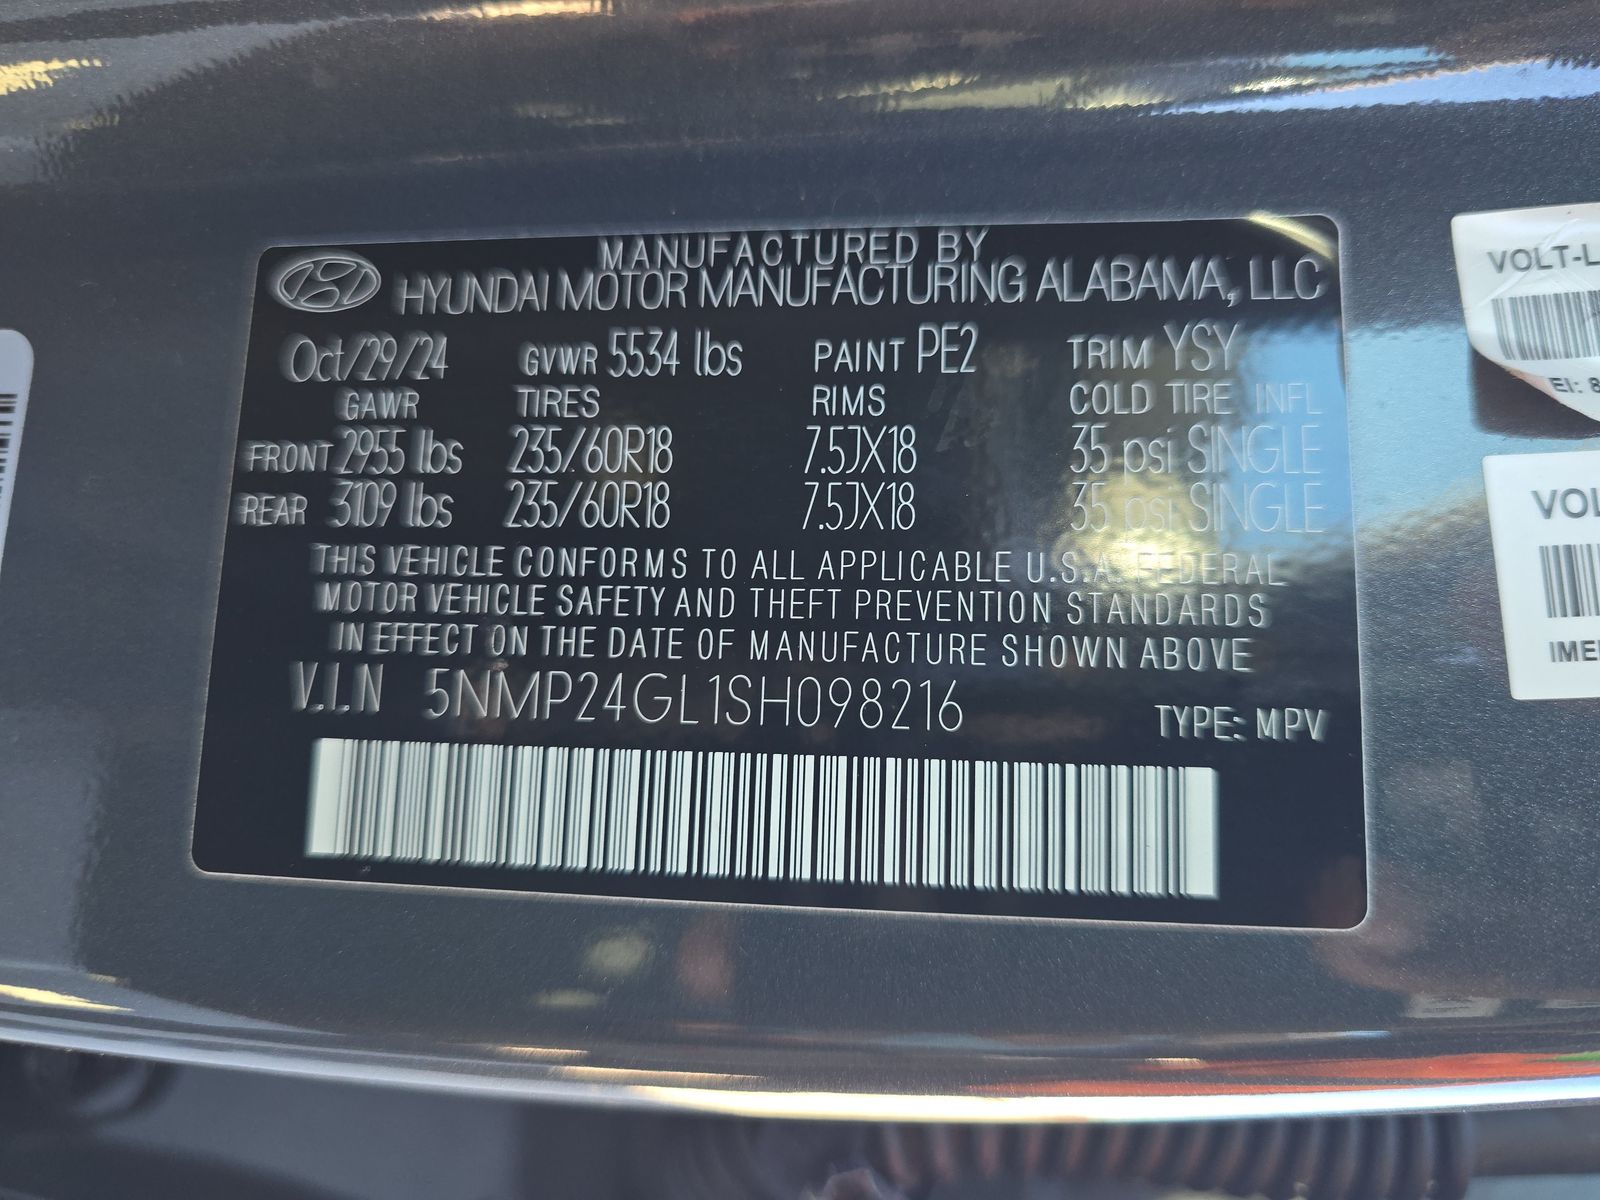 MANUFACTURED BY
HYUNDAI MOTOR MANUFACTURING ALABAMA, LLC
Oct/29/24 GVWR 5534 lbs PAINT PE2 TRIM YSY
GAWR TIRES RIMS COLD TIRE INFL
FRONT 2955 lbs 235/60R18 7.5JX18 35 psi SINGLE
REAR 3109 lbs 235/60R18 7.5JX18 35 psi SINGLE
THIS VEHICLE CONFORMS TO ALL APPLICABLE U.S.A. FEDERAL
MOTOR VEHICLE SAFETY AND THEFT PREVENTION STANDARDS
IN EFFECT ON THE DATE OF MANUFACTURE SHOWN ABOVE
V.I.N 5NMP24GL1SH098216
TYPE: MPV
VOLT-L
EI: 8
VOL
IMEI